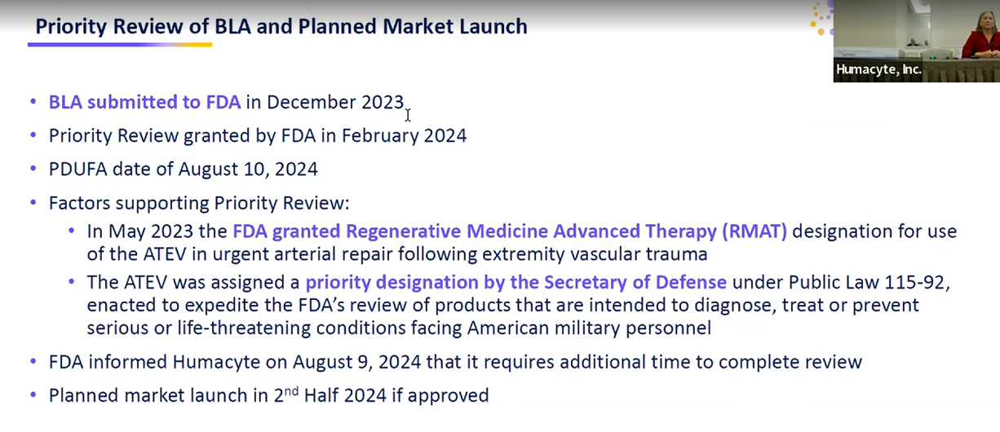 Priority Review of BLA and Planned Market Launch
Humacyte, Inc.
• BLA submitted to FDA in December 2023
• Priority Review granted by FDA in February 2024
• PDUFA date of August 10, 2024
• Factors supporting Priority Review:
• In May 2023 the FDA granted Regenerative Medicine Advanced Therapy (RMAT) designation for use
of the ATEV in urgent arterial repair following extremity vascular trauma
• The ATEV was assigned a priority designation by the Secretary of Defense under Public Law 115-92,
enacted to expedite the FDA’s review of products that are intended to diagnose, treat or prevent
serious or life-threatening conditions facing American military personnel
• FDA informed Humacyte on August 9, 2024 that it requires additional time to complete review
• Planned market launch in 2nd Half 2024 if approved